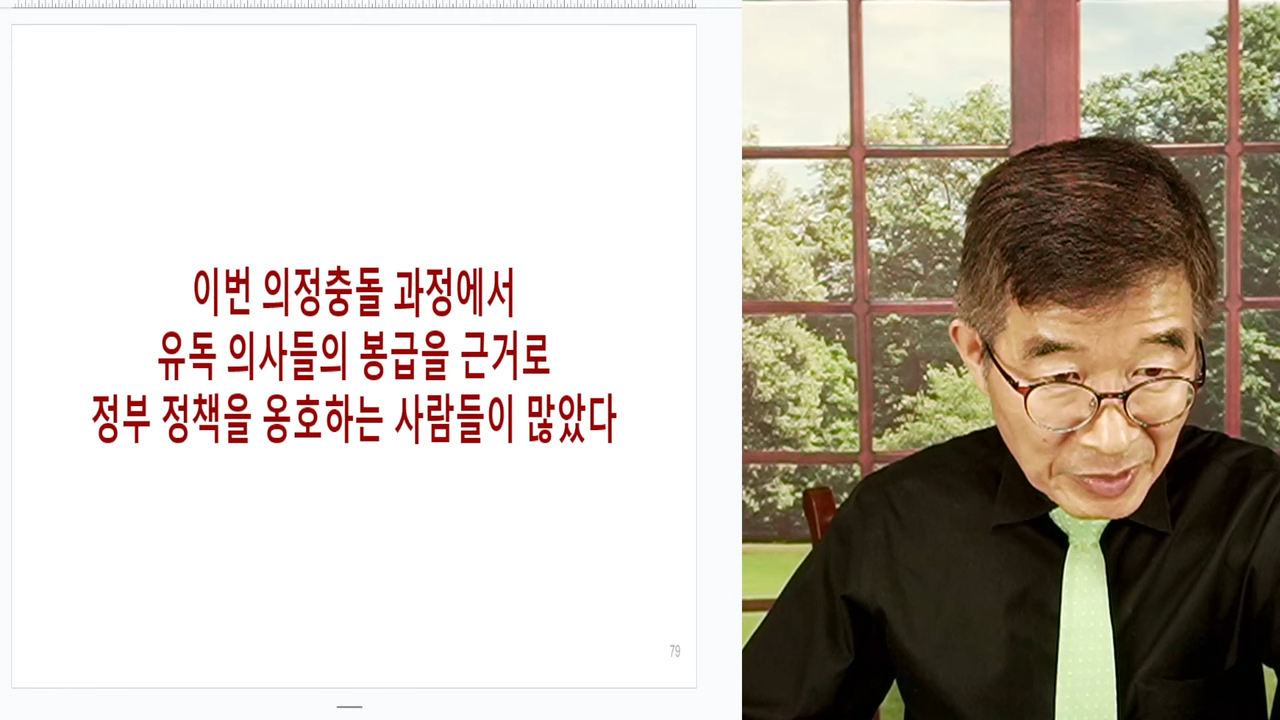 이번 의정충돌 과정에서
유독 의사들의 봉급을 근거로
정부 정책을 옹호하는 사람들이 많았다
79